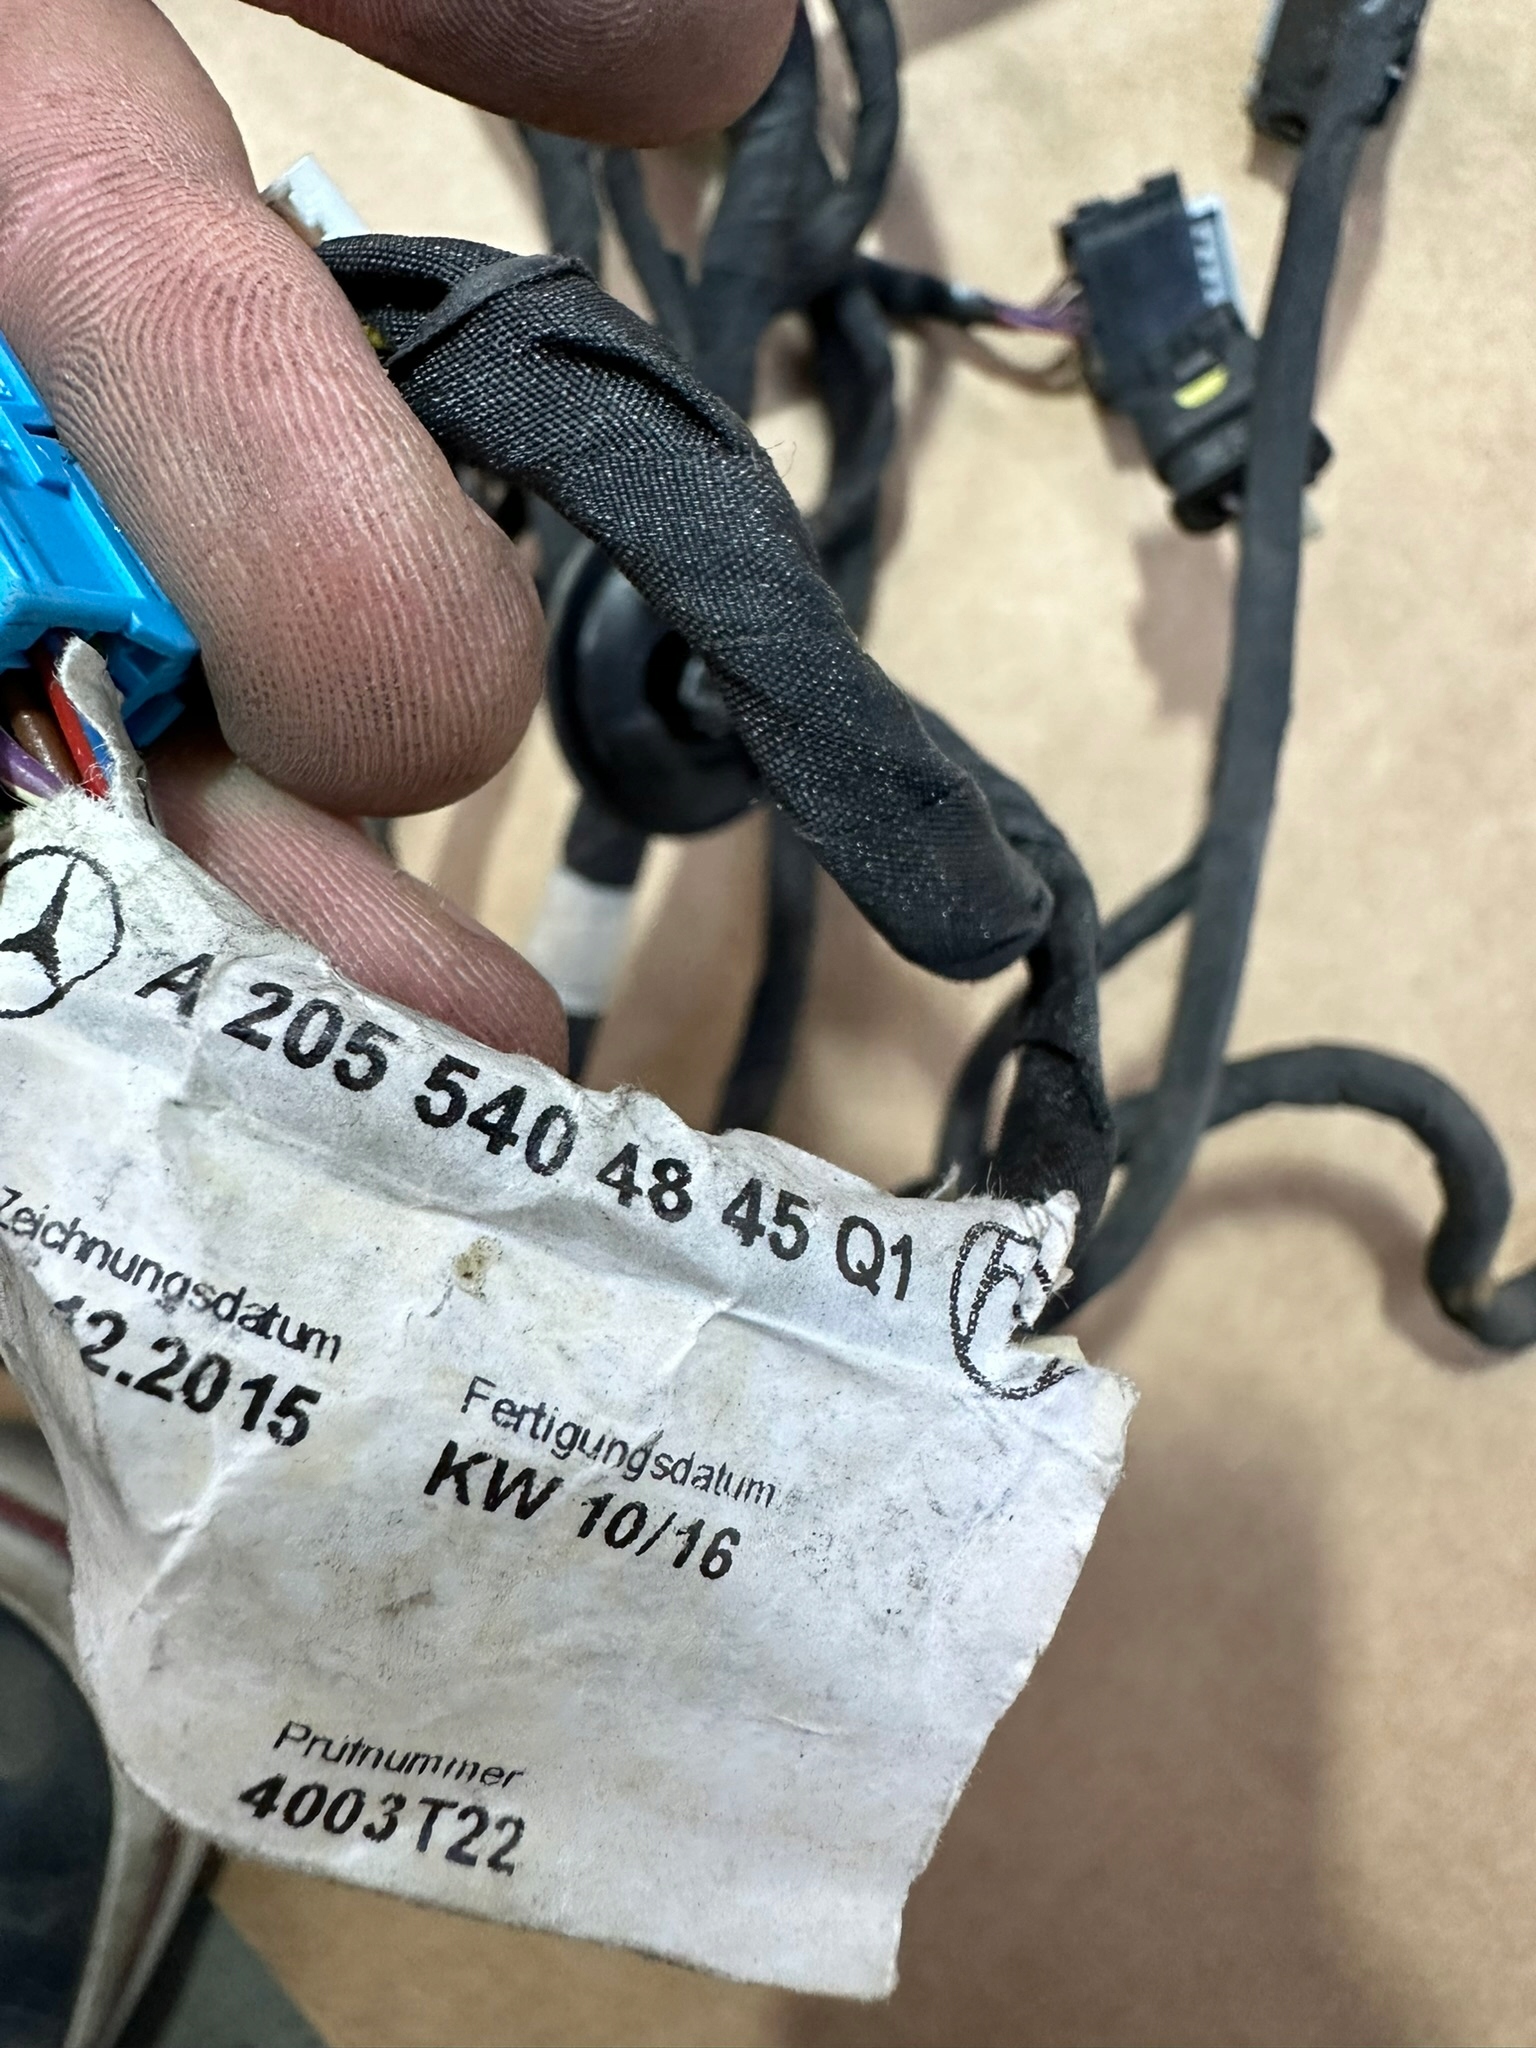 A 205 540 48 45 Q1
Zeichnungsdatum
12.2015
Fertigungsdatum
KW 10/16
Prüfnummer
4003T22